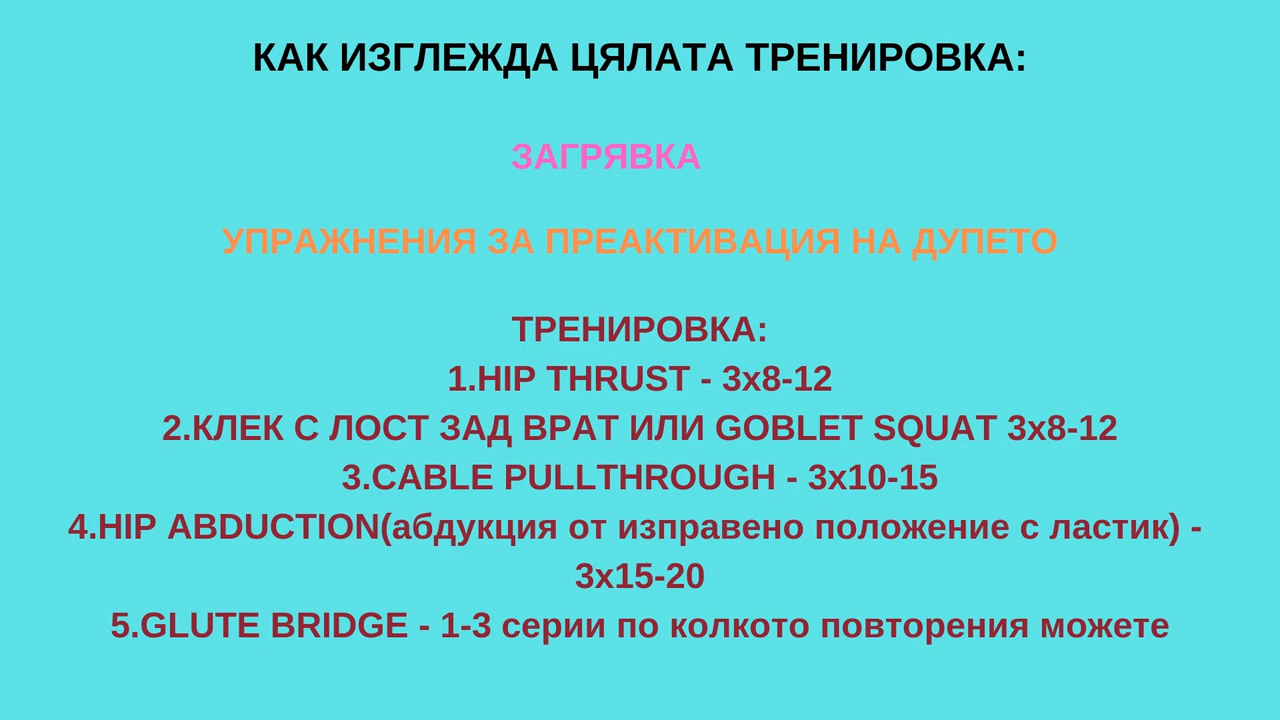 КАК ИЗГЛЕЖДА ЦЯЛАТА ТРЕНИРОВКА:
ЗАГРЯВКА
УПРАЖНЕНИЯ ЗА ПРЕАКТИВАЦИЯ НА ДУПЕТО
ТРЕНИРОВКА:
1.HIP THRUST - 3x8-12
2.КЛЕК С ЛОСТ ЗАД ВРАТ ИЛИ GOBLET SQUAT 3x8-12
3.CABLE PULLTHROUGH - 3x10-15
4.HIP ABDUCTION(абдукция от изправено положение с ластик) -
3x15-20
5.GLUTE BRIDGE - 1-3 серии по колкото повторения можете